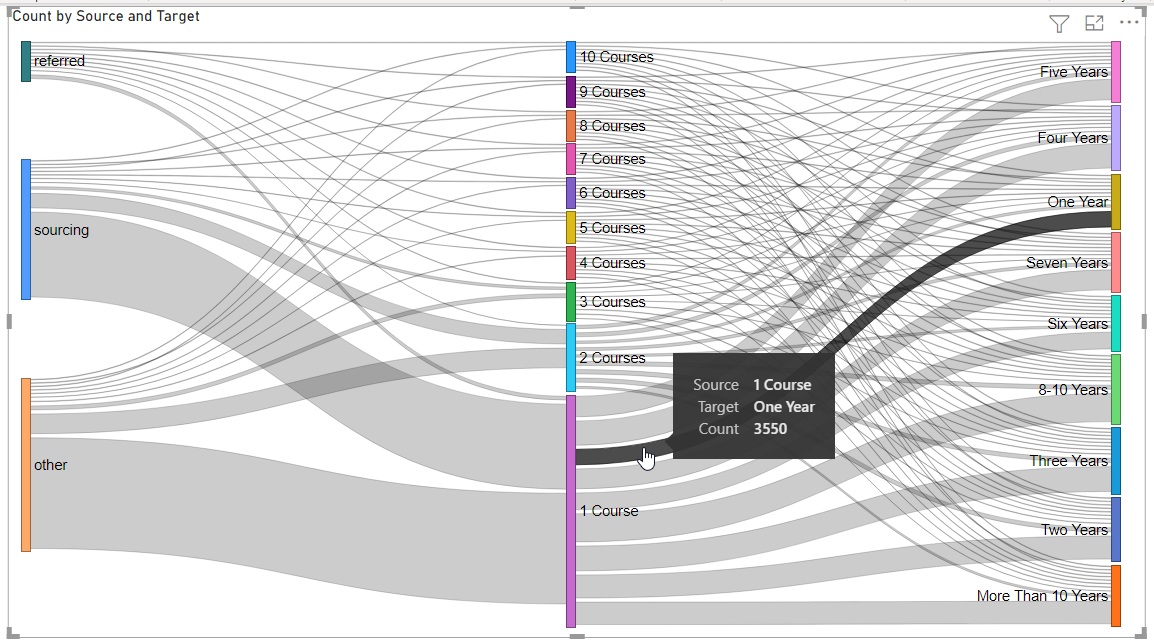 Count by Source and Target
referred
sourcing
other
10 Courses
9 Courses
8 Courses
7 Courses
6 Courses
5 Courses
4 Courses
3 Courses
2 Courses
1 Course
Source 1 Course
Target One Year
Count 3550
Five Years
Four Years
One Year
Seven Years
Six Years
8-10 Years
Three Years
Two Years
More Than 10 Years